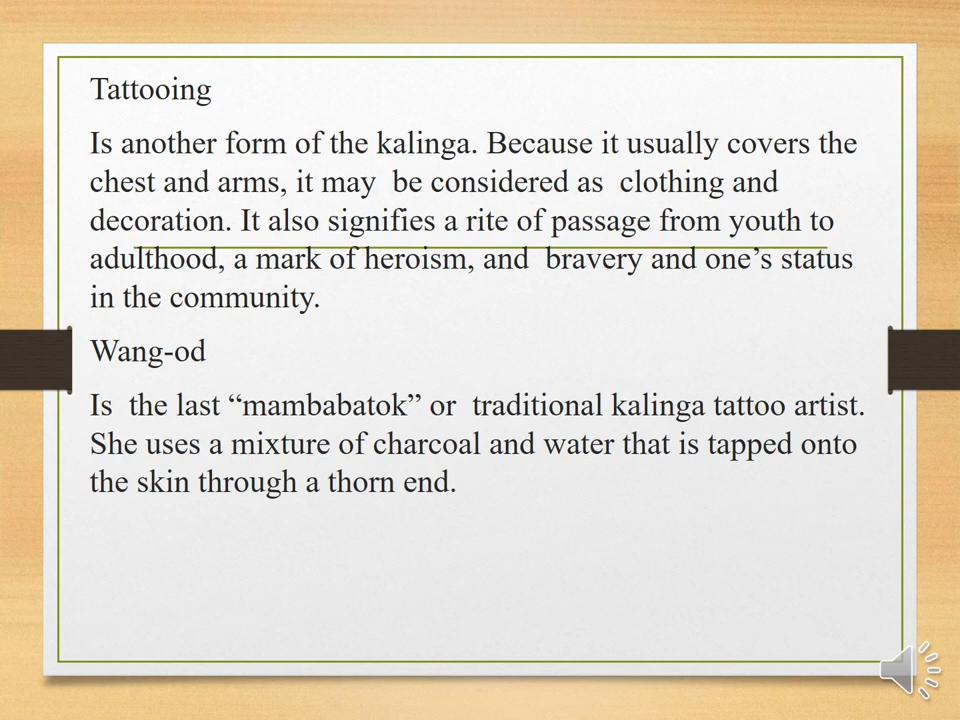 Tattooing
Is another form of the kalinga. Because it usually covers the
chest and arms, it may  be considered as  clothing and
decoration. It also signifies a rite of passage from youth to
adulthood, a mark of heroism, and  bravery and one’s status
in the community.
Wang-od
Is  the last “mambabatok” or  traditional kalinga tattoo artist.
She uses a mixture of charcoal and water that is tapped onto
the skin through a thorn end.